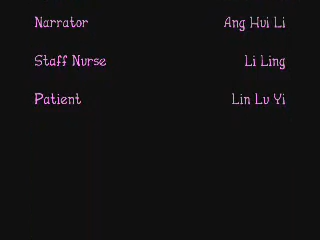 Narrator Ang Hui Li
Staff Nurse Li Ling
Patient Lin Lu Yi